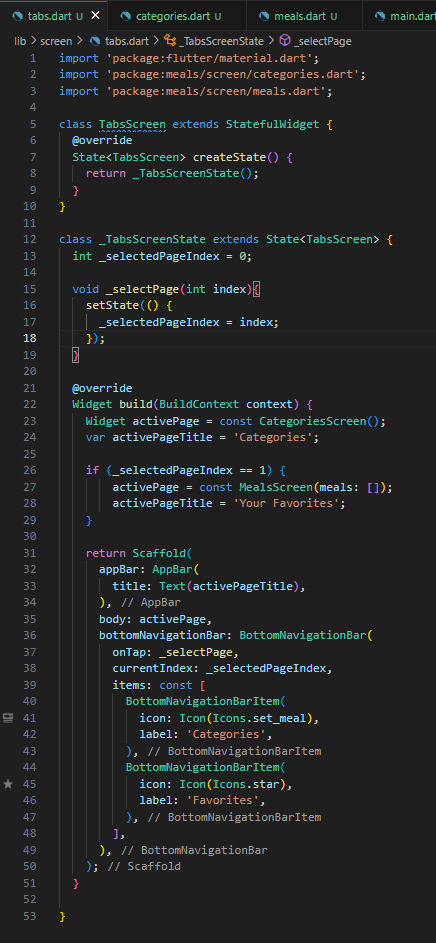 tabs.dart U
categories.dart U
meals.dart U
main.dart
lib > screen > tabs.dart > _TabsScreenState > _selectPage
1 import 'package:flutter/material.dart';
2 import 'package:meals/screen/categories.dart';
3 import 'package:meals/screen/meals.dart';
4
5 class TabsScreen extends StatefulWidget {
6   @override
7   State<TabsScreen> createState() {
8     return _TabsScreenState();
9   }
10 }
11
12 class _TabsScreenState extends State<TabsScreen> {
13   int _selectedPageIndex = 0;
14
15   void _selectPage(int index){
16     setState(() {
17       _selectedPageIndex = index;
18     });
19   }
20
21   @override
22   Widget build(BuildContext context) {
23     Widget activePage = const CategoriesScreen();
24     var activePageTitle = 'Categories';
25
26     if (_selectedPageIndex == 1) {
27         activePage = const MealsScreen(meals: []);
28         activePageTitle = 'Your Favorites';
29     }
30
31     return Scaffold(
32       appBar: AppBar(
33         title: Text(activePageTitle),
34       ), // AppBar
35       body: activePage,
36       bottomNavigationBar: BottomNavigationBar(
37         onTap: _selectPage,
38         currentIndex: _selectedPageIndex,
39         items: const [
40           BottomNavigationBarItem(
41             icon: Icon(Icons.set_meal),
42             label: 'Categories',
43           ), // BottomNavigationBarItem
44           BottomNavigationBarItem(
45             icon: Icon(Icons.star),
46             label: 'Favorites',
47           ), // BottomNavigationBarItem
48         ],
49       ), // BottomNavigationBar
50     ); // Scaffold
51   }
52
53 }